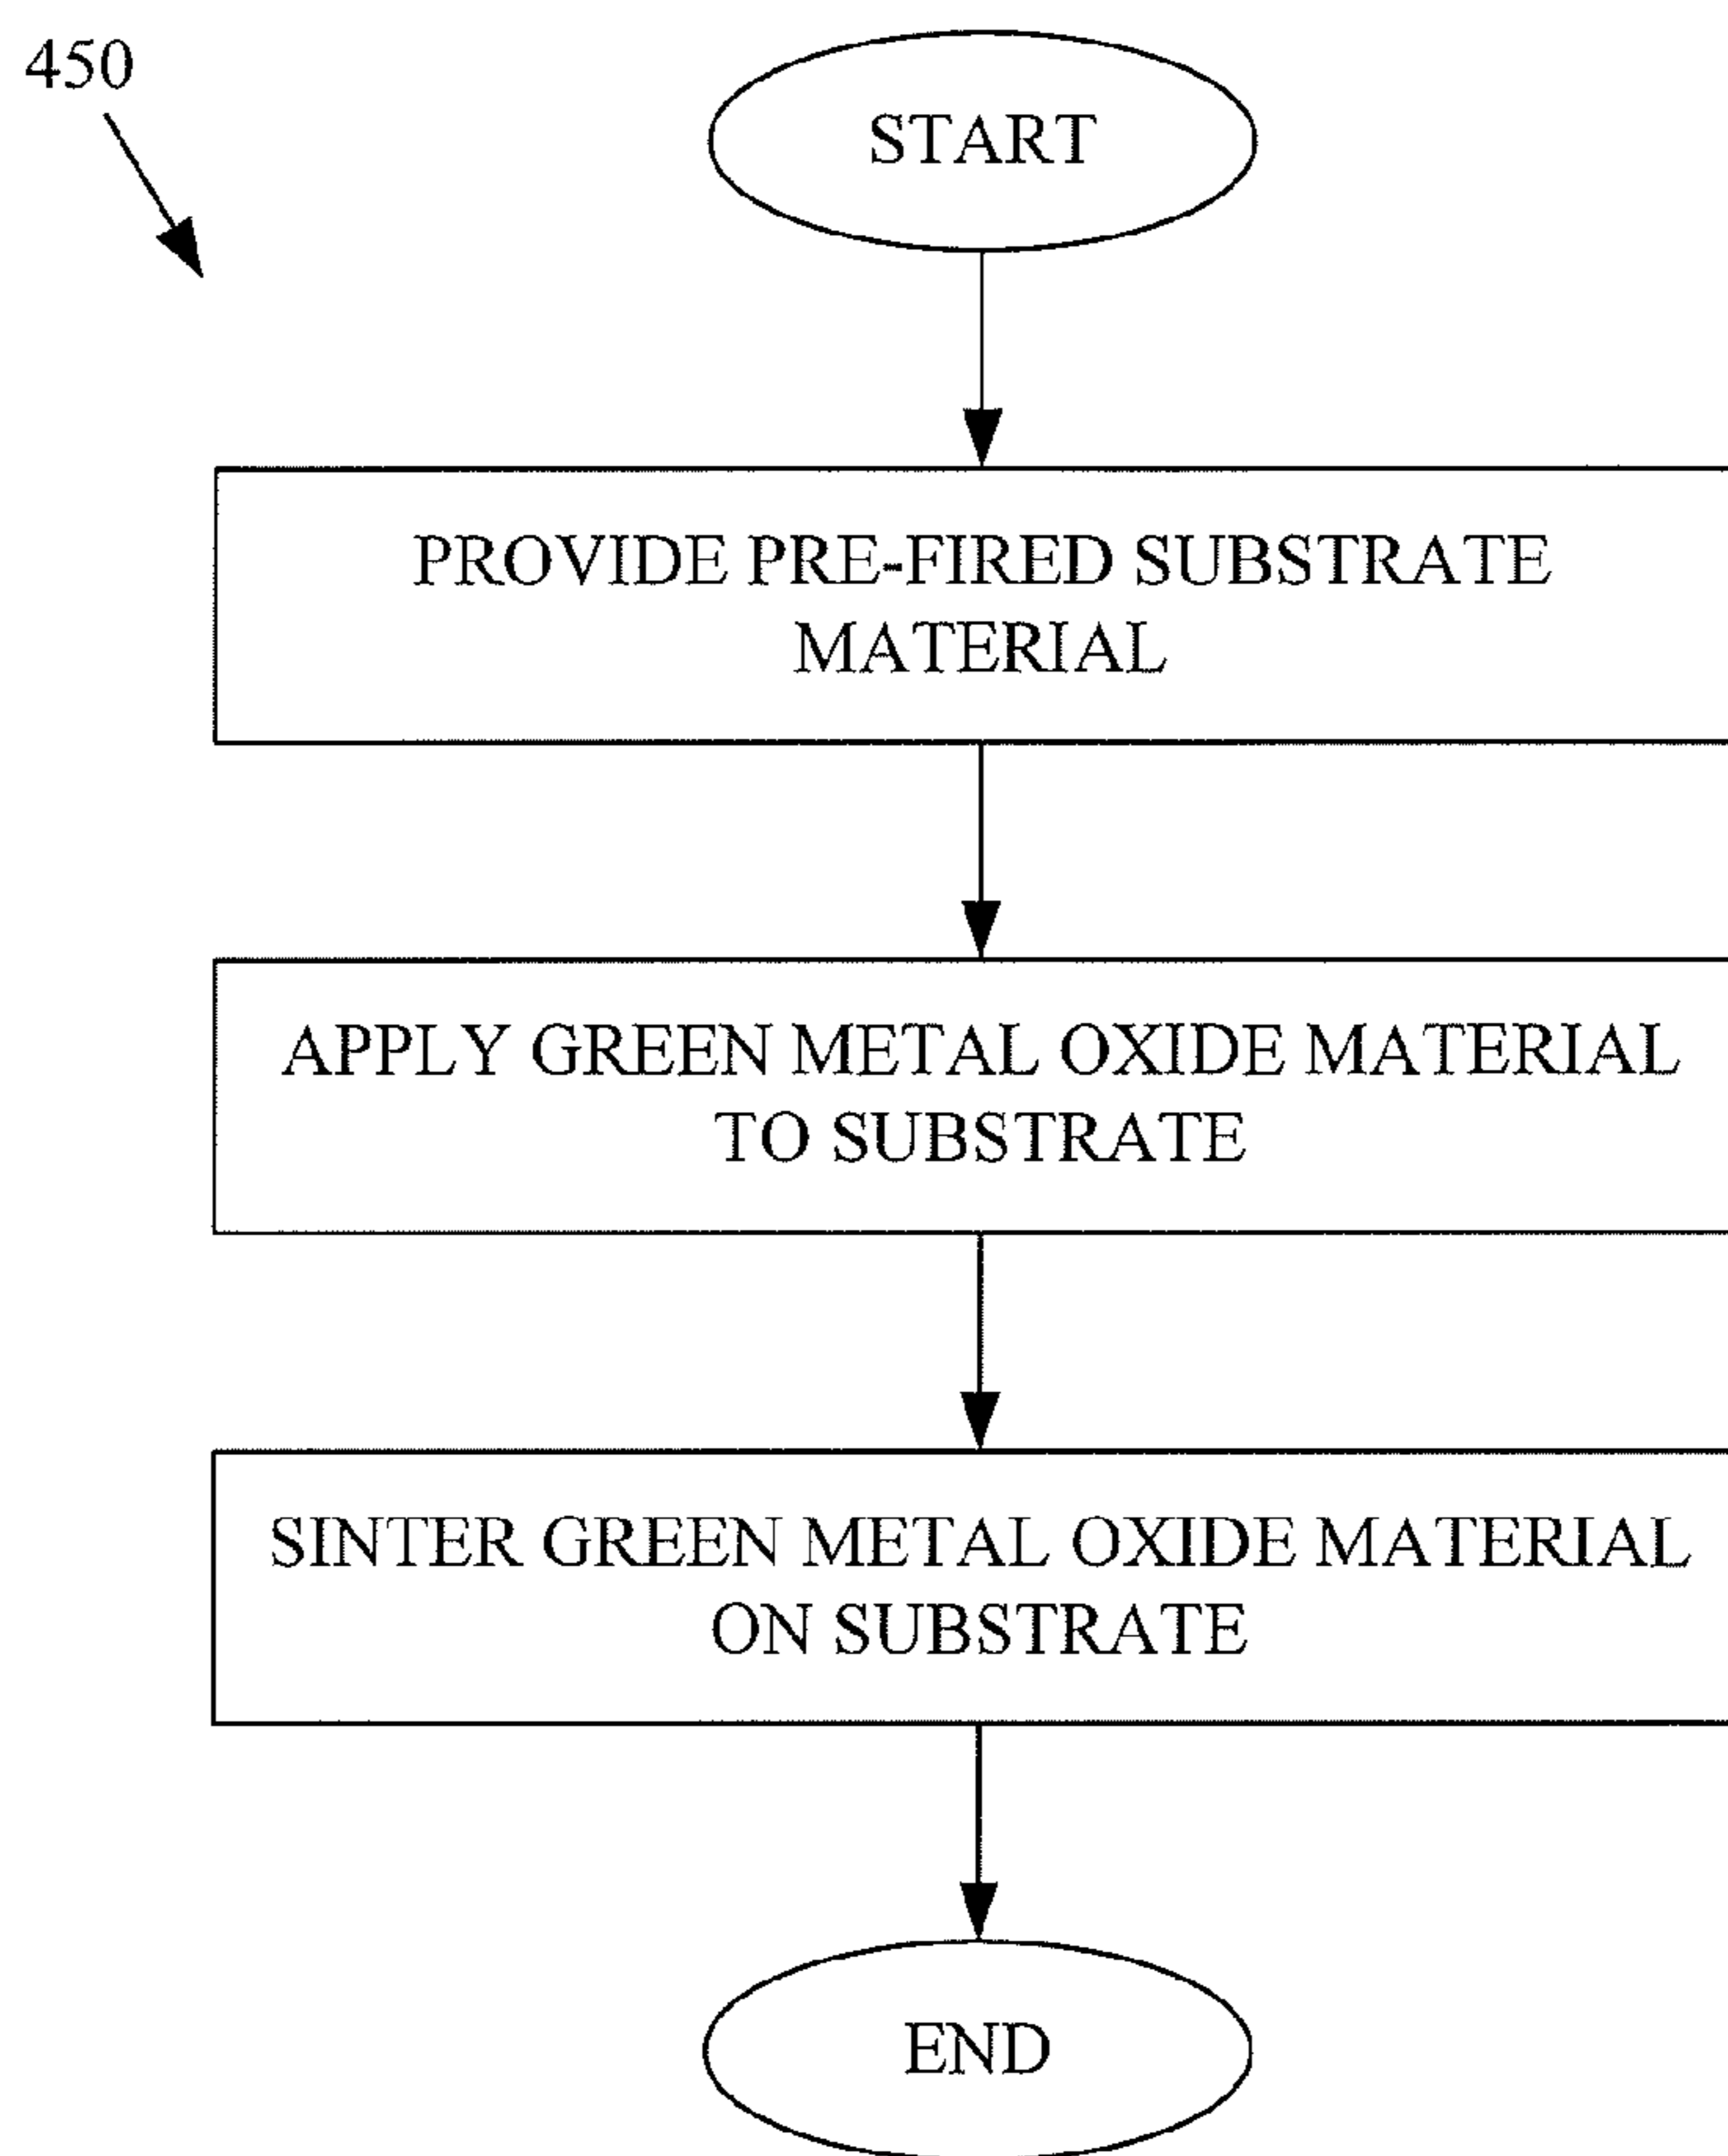 450
START
PROVIDE PRE-FIRED SUBSTRATE
MATERIAL
APPLY GREEN METAL OXIDE MATERIAL
TO SUBSTRATE
SINTER GREEN METAL OXIDE MATERIAL
ON SUBSTRATE
END